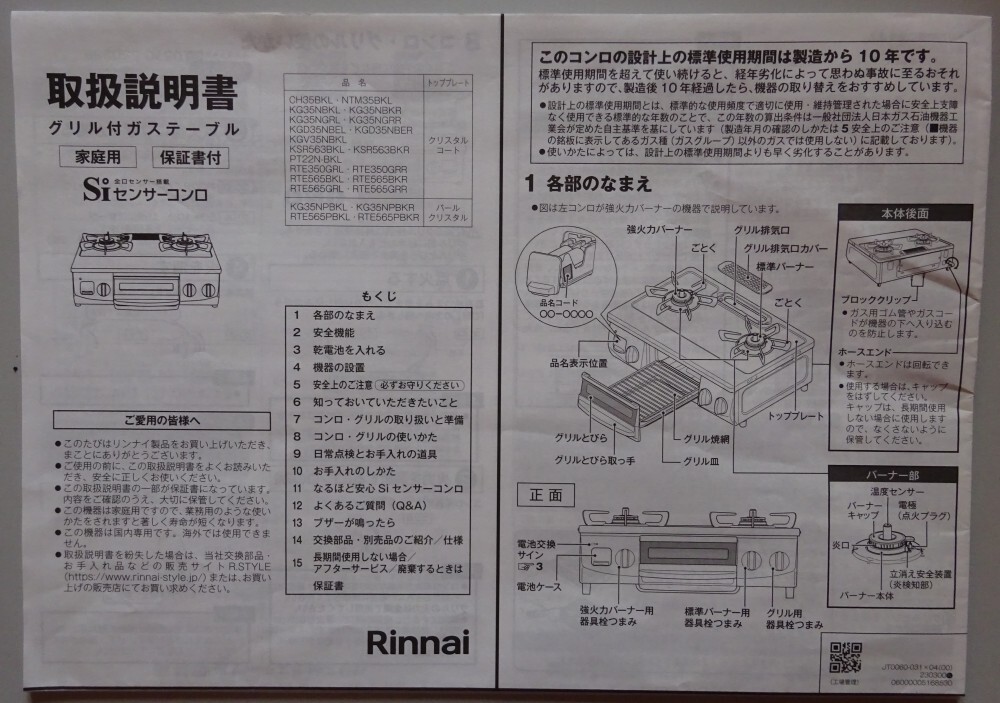 取扱説明書
グリル付ガステーブル
家庭用
保証書付
全口センサー搭載
Siセンサーコンロ
品 名
トッププレート
CH35BKL・NTM35BKL
KG35NBKL・KG35NBKR
KG35NGRL・KG35NGRR
KGD35NBEL・KGD35NBER
KGV35NBKL
KSR563BKL・KSR563BKR
PT22N-BKL
RTE350GRL・RTE350GRR
RTE565BKL・RTE565BKR
RTE565GRL・RTE565GRR
クリスタル
コート
KG35NPBKL・KG35NPBKR
RTE565PBKL・RTE565PBKR
パール
クリスタル
もくじ
1 各部のなまえ
2 安全機能
3 乾電池を入れる
4 機器の設置
5 安全上のご注意（必ずお守りください）
6 知っておいていただきたいこと
7 コンロ・グリルの取り扱いと準備
8 コンロ・グリルの使いかた
9 日常点検とお手入れの道具
10 お手入れのしかた
11 なるほど安心 Si センサーコンロ
12 よくあるご質問（Q&A）
13 ブザーが鳴ったら
14 交換部品・別売品のご紹介／仕様
15 長期間使用しない場合／
アフターサービス／廃棄するときは
保証書
ご愛用の皆様へ
●このたびはリンナイ製品をお買い上げいただき、
まことにありがとうございます。
●ご使用の前に、この取扱説明書をよくお読みいた
だき、安全に正しくお使いください。
●この取扱説明書の一部が保証書になっています。
内容をご確認のうえ、大切に保管してください。
●この機器は家庭用ですので、業務用のような使い
かたをされますと著しく寿命が短くなります。
●この機器は国内専用です。海外では使用できま
せん。
●取扱説明書を紛失した場合は、当社交換部品・
お手入れ品などの販売サイトR.STYLE
（https://www.rinnai-style.jp/）または、お買い
上げの販売店にてお買い求めください。
Rinnai
このコンロの設計上の標準使用期間は製造から 10 年です。
標準使用期間を超えて使い続けると、経年劣化によって思わぬ事故に至るおそれ
がありますので、製造後 10 年経過したら、機器の取り替えをおすすめしています。
●設計上の標準使用期間とは、標準的な使用頻度で適切に使用・維持管理された場合に安全上支障
なく使用できる標準的な年数のことで、この年数の算出条件は一般社団法人日本ガス石油機器工
業会が定めた自主基準を基にしています（製造年月の確認のしかたは 5 安全上のご注意（■機器
の銘板に表示してあるガス種（ガスグループ）以外のガスでは使用しない）に記載しております）。
●使いかたによっては、設計上の標準使用期間よりも早く劣化することがあります。
1 各部のなまえ
●図は左コンロが強火力バーナーの機器で説明しています。
強火力バーナー
ごとく
グリル排気口
グリル排気口カバー
標準バーナー
ごとく
品名コード
〇〇-〇〇〇〇
品名表示位置
トッププレート
グリルとびら
グリル焼網
グリルとびら取っ手
グリル皿
本体後面
ブロッククリップ
●ガス用ゴム管やガスコー
ドが機器の下へ入り込む
のを防止します。
ホースエンド
●ホースエンドは回転でき
ます。
●使用する場合は、キャップ
をはずしてください。
キャップは、長期間使用
しない場合に使用します
ので、なくさないように
保管してください。
正 面
電池交換
サイン
☞3
電池ケース
強火力バーナー用
器具栓つまみ
標準バーナー用
器具栓つまみ
グリル用
器具栓つまみ
バーナー部
温度センサー
バーナー
キャップ
電極
（点火プラグ）
炎口
立消え安全装置
（炎検知部）
バーナー本体
（工場管理）
JT0060-031×04(00)
230300●